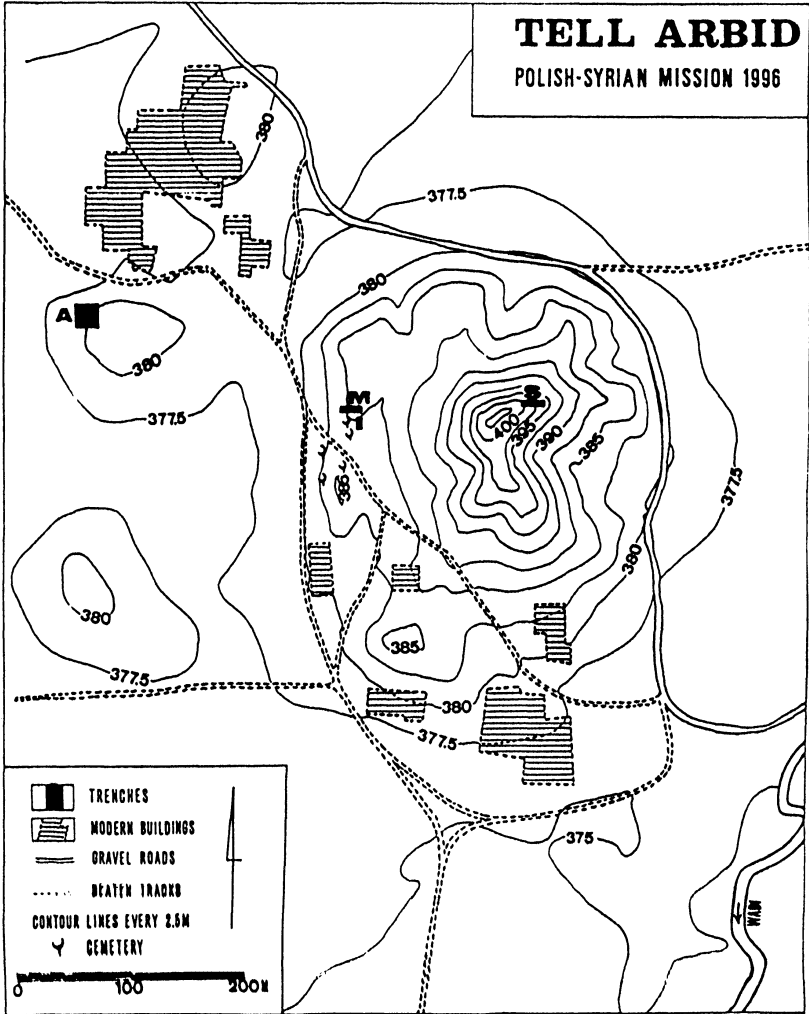 TELL ARBID
POLISH-SYRIAN MISSION 1996
380
377.5
380
A
380
377.5
M
S
400
395
390
385
385
377.5
380
380
385
377.5
380
377.5
375
WADI
TRENCHES
MODERN BUILDINGS
GRAVEL ROADS
BEATEN TRACKS
CONTOUR LINES EVERY 2.5M
CEMETERY
0 100 200M